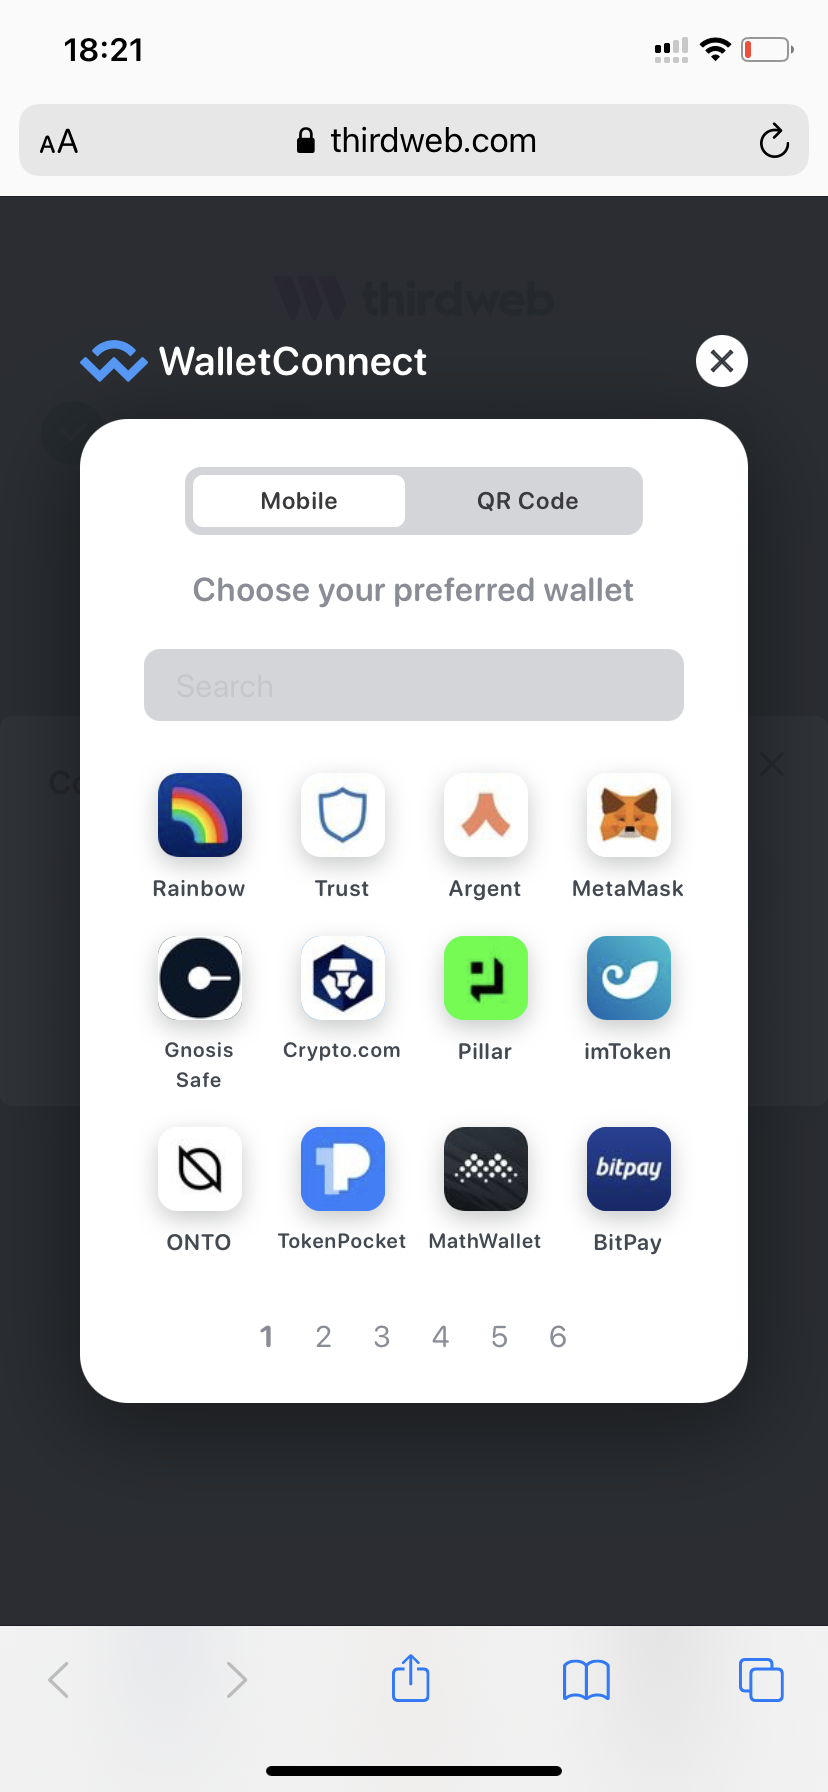 18:21
AA thirdweb.com
thirdweb
WalletConnect
Mobile QR Code
Choose your preferred wallet
Search
Rainbow Trust Argent MetaMask
bitpay
Gnosis Safe Crypto.com Pillar imToken
ONTO TokenPocket MathWallet BitPay
1 2 3 4 5 6